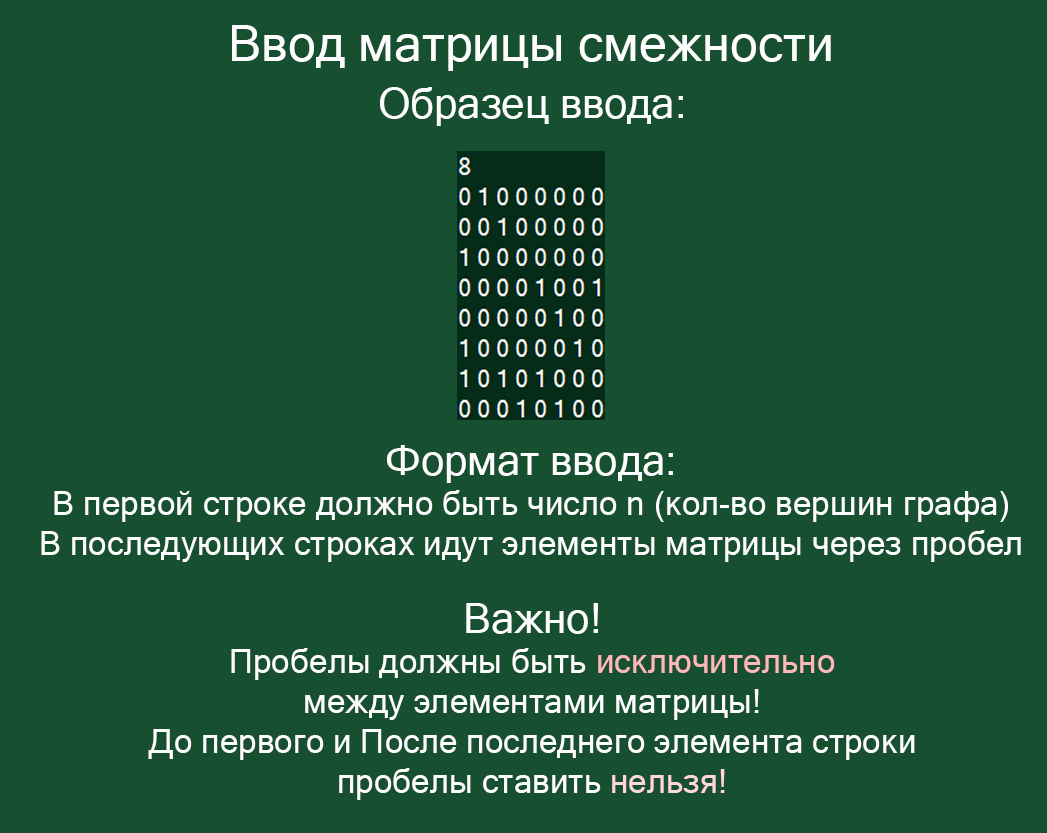 Ввод матрицы смежности
Образец ввода:
8
0 1 0 0 0 0 0 0
0 0 1 0 0 0 0 0
1 0 0 0 0 0 0 0
0 0 0 0 1 0 0 1
0 0 0 0 0 1 0 0
1 0 0 0 0 0 1 0
1 0 1 0 1 0 0 0
0 0 0 1 0 1 0 0
Формат ввода:
В первой строке должно быть число n (кол-во вершин графа)
В последующих строках идут элементы матрицы через пробел
Важно!
Пробелы должны быть исключительно
между элементами матрицы!
До первого и После последнего элемента строки
пробелы ставить нельзя!